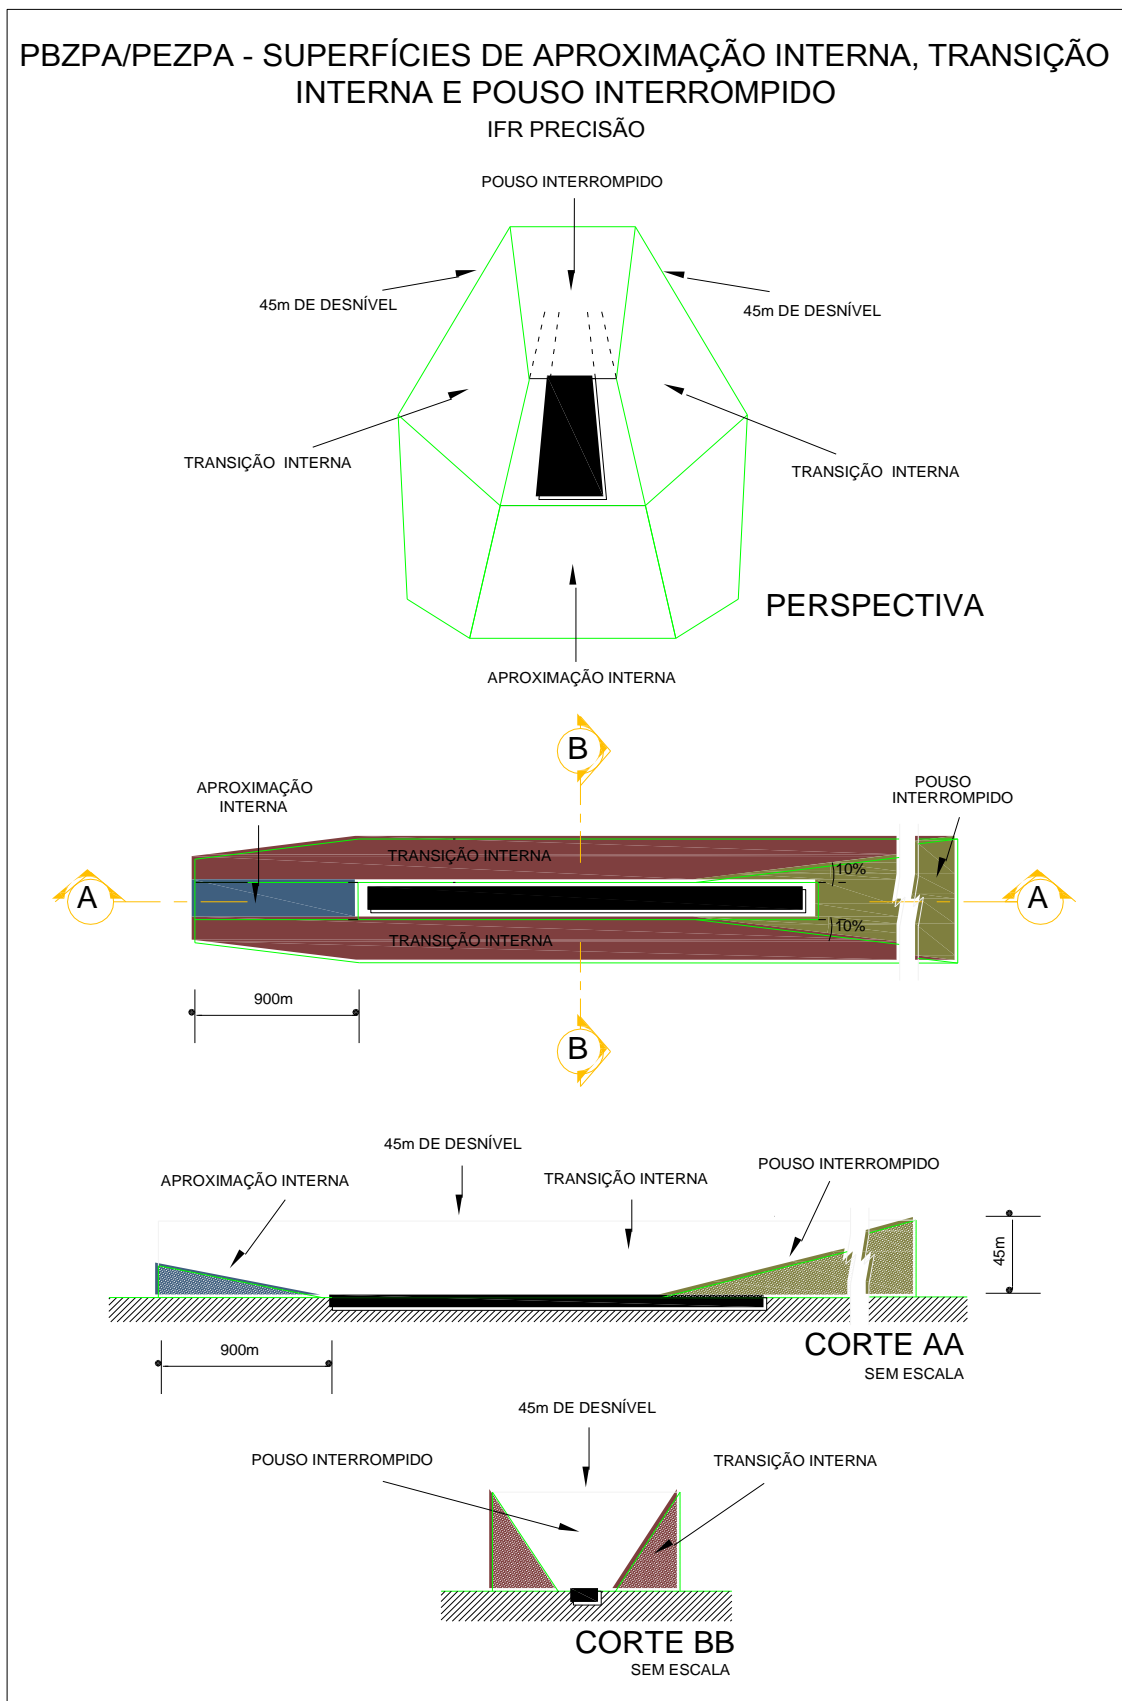 PBZPA/PEZPA - SUPERFÍCIES DE APROXIMAÇÃO INTERNA, TRANSIÇÃO
INTERNA E POUSO INTERROMPIDO
IFR PRECISÃO
POUSO INTERROMPIDO
45m DE DESNÍVEL
45m DE DESNÍVEL
TRANSIÇÃO INTERNA
TRANSIÇÃO INTERNA
PERSPECTIVA
APROXIMAÇÃO INTERNA
B
APROXIMAÇÃO
INTERNA
POUSO
INTERROMPIDO
TRANSIÇÃO INTERNA
10%
A
A
10%
TRANSIÇÃO INTERNA
900m
B
45m DE DESNÍVEL
APROXIMAÇÃO INTERNA
TRANSIÇÃO INTERNA
POUSO INTERROMPIDO
45m
900m
CORTE AA
SEM ESCALA
45m DE DESNÍVEL
POUSO INTERROMPIDO
TRANSIÇÃO INTERNA
CORTE BB
SEM ESCALA